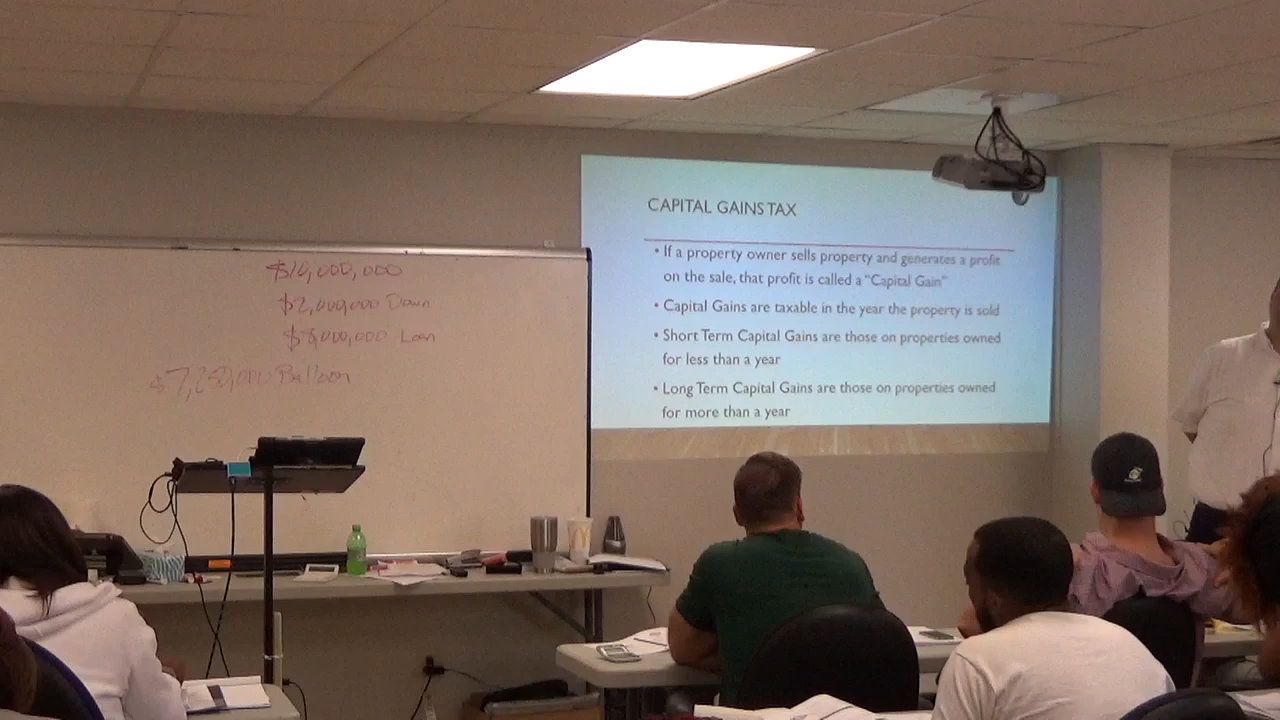 $10,000,000
$2,000,000 Down
$8,000,000 Loan
$7,250,000 Balloon
CAPITAL GAINS TAX
• If a property owner sells property and generates a profit
on the sale, that profit is called a "Capital Gain"
• Capital Gains are taxable in the year the property is sold
• Short Term Capital Gains are those on properties owned
for less than a year
• Long Term Capital Gains are those on properties owned
for more than a year